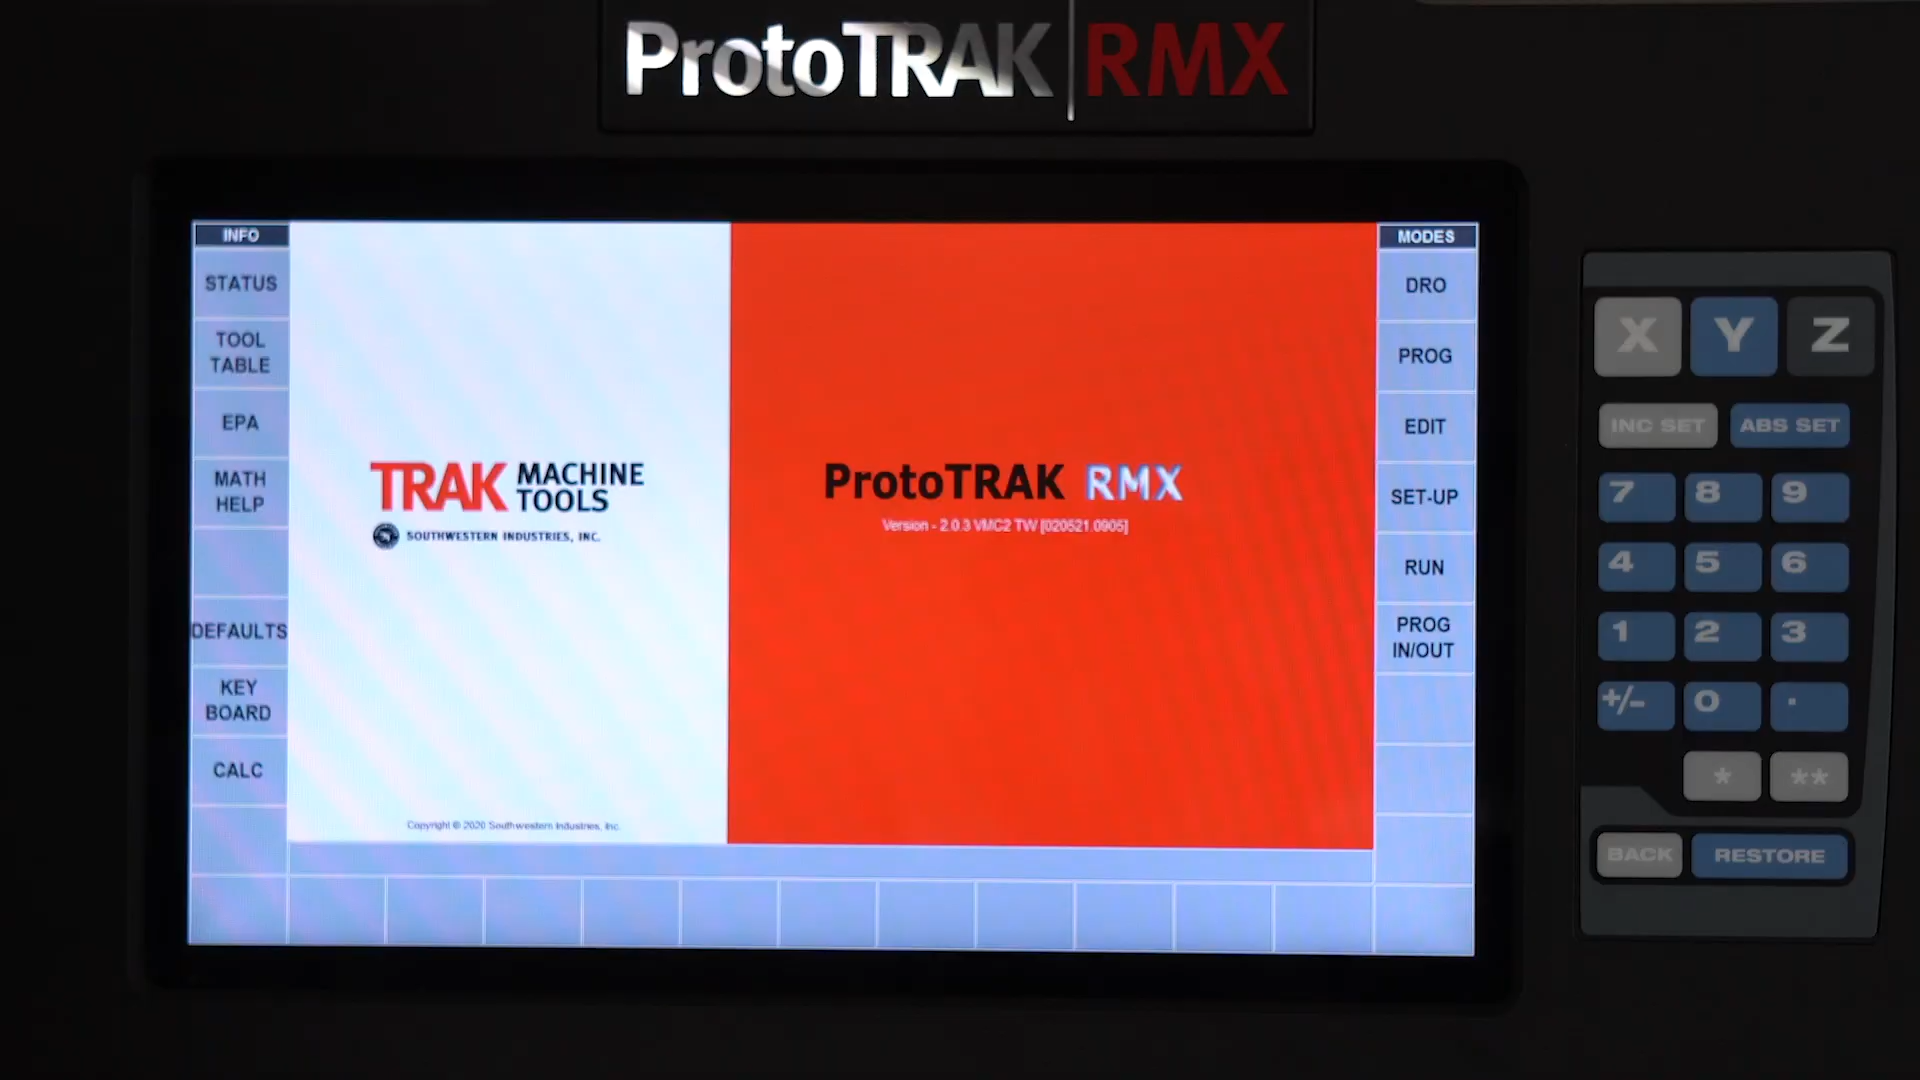 ProtoTRAK RMX
INFO
STATUS
TOOL
TABLE
EPA
MATH
HELP
DEFAULTS
KEY
BOARD
CALC
TRAK MACHINE
TOOLS
SOUTHWESTERN INDUSTRIES, INC.
Copyright © 2020 Southwestern Industries, Inc.
ProtoTRAK RMX
Version - 2.0.3 VMC2 TW [020521.0905]
MODES
DRO
PROG
EDIT
SET-UP
RUN
PROG
IN/OUT
X Y Z
INC SET ABS SET
7 8 9
4 5 6
1 2 3
+/- 0 .
* **
BACK RESTORE